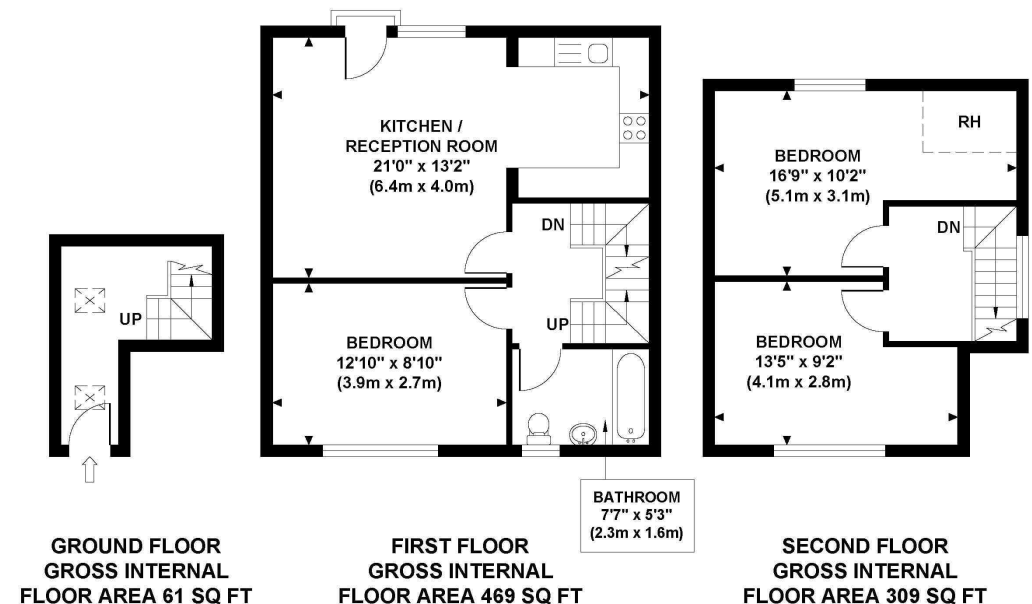 UP
GROUND FLOOR
GROSS INTERNAL
FLOOR AREA 61 SQ FT
KITCHEN /
RECEPTION ROOM
21'0" x 13'2"
(6.4m x 4.0m)
DN
UP
BEDROOM
12'10" x 8'10"
(3.9m x 2.7m)
BATHROOM
7'7" x 5'3"
(2.3m x 1.6m)
FIRST FLOOR
GROSS INTERNAL
FLOOR AREA 469 SQ FT
RH
BEDROOM
16'9" x 10'2"
(5.1m x 3.1m)
DN
BEDROOM
13'5" x 9'2"
(4.1m x 2.8m)
SECOND FLOOR
GROSS INTERNAL
FLOOR AREA 309 SQ FT